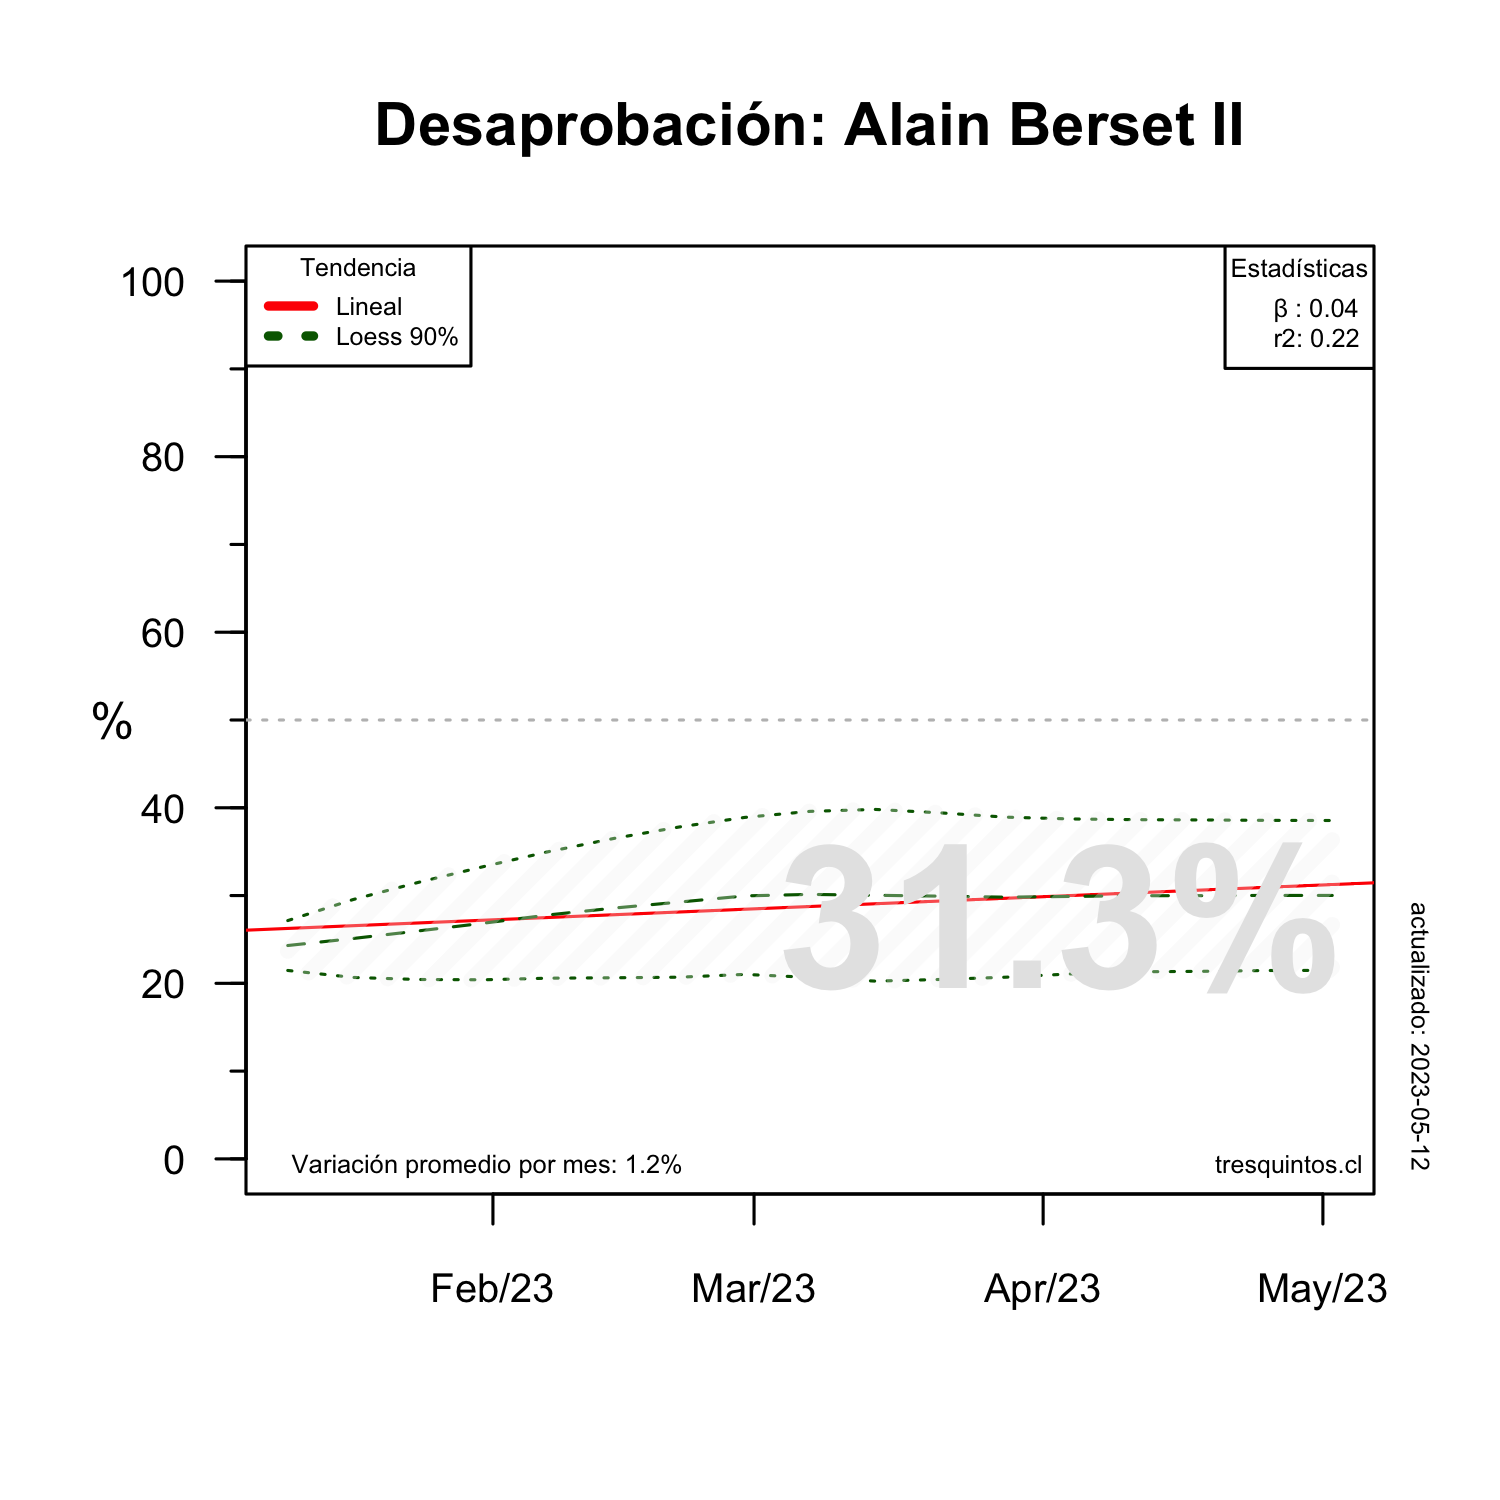 Desaprobación: Alain Berset II
Tendencia
Lineal
Loess 90%
Estadísticas
β : 0.04
r2: 0.22
100
80
60
%
40
20
0
31.3%
Variación promedio por mes: 1.2%
tresquintos.cl
actualizado: 2023-05-12
Feb/23
Mar/23
Apr/23
May/23